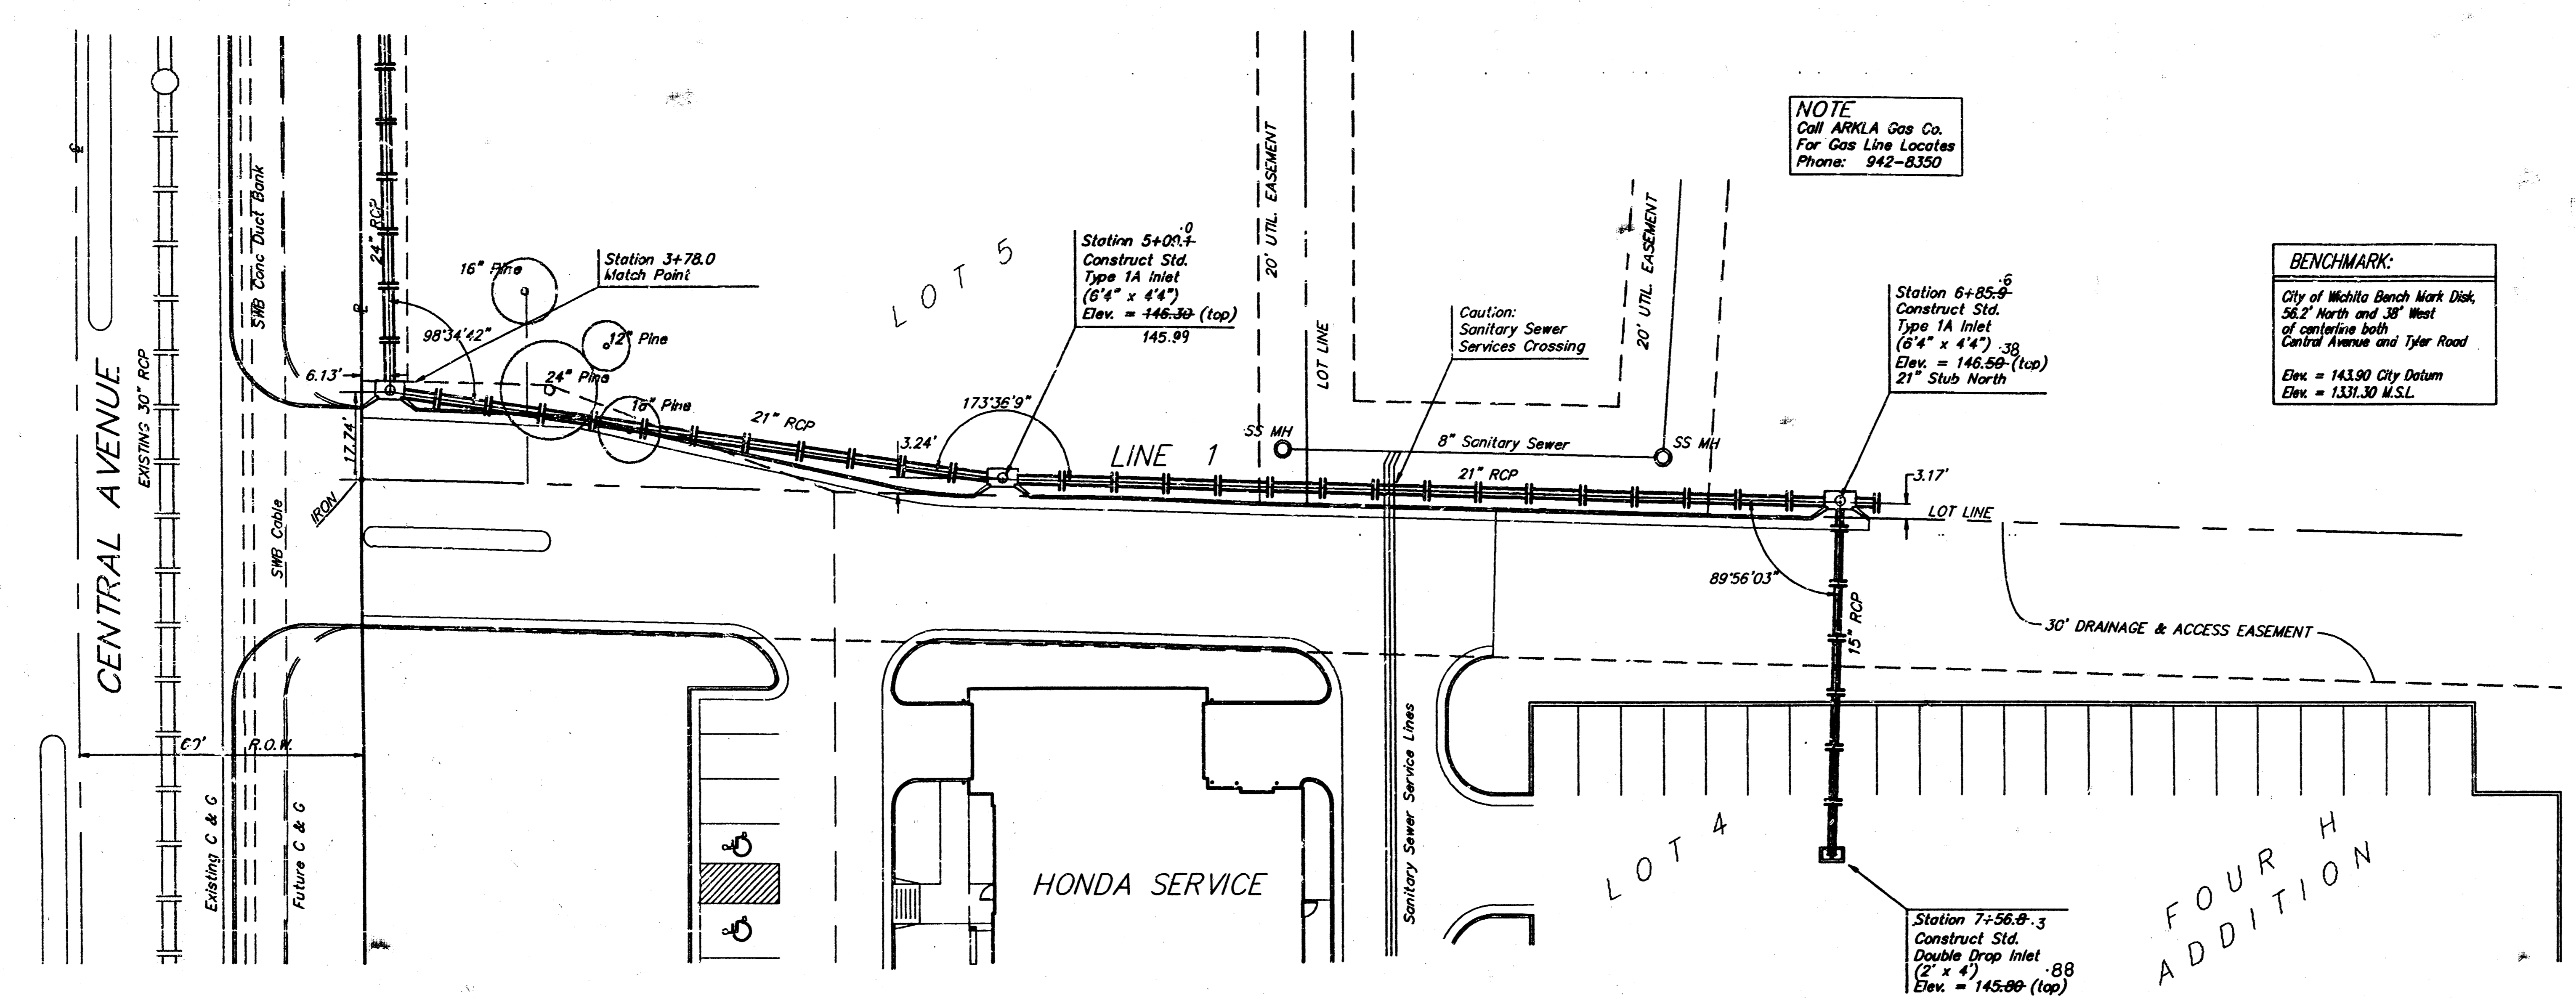 NOTE
Call ARKLA Gas Co.
For Gas Line Locates
Phone: 942-8350
BENCHMARK:
City of Wichita Bench Mark Disk,
56.2' North and 38' West
of centerline both
Central Avenue and Tyler Road
Elev. = 143.90 City Datum
Elev. = 1331.30 M.S.L.
CENTRAL AVENUE
EXISTING 30" RCP
SWB Conc Duct Bank
SWB Cable
Existing C & G
Future C & G
60' R.O.W.
24" RCP
98°34'42"
6.13'
17.74'
IRON
16" Pine
12" Pine
24" Pine
Pine
Station 3+78.0
Match Point
21" RCP
3.24'
173°36'9"
LOT 5
.0
Station 5+00.1
Construct Std.
Type 1A Inlet
(6'4" x 4'4")
Elev. = 146.30 (top)
145.99
LINE 1
20' UTIL. EASEMENT
LOT LINE
20' UTIL. EASEMENT
SS MH
8" Sanitary Sewer
SS MH
Caution:
Sanitary Sewer
Services Crossing
21" RCP
.6
Station 6+85.9
Construct Std.
Type 1A Inlet
(6'4" x 4'4") .38
Elev. = 146.50 (top)
21" Stub North
3.17'
LOT LINE
89°56'03"
15" RCP
30' DRAINAGE & ACCESS EASEMENT
Sanitary Sewer Service Lines
HONDA SERVICE
LOT 4
FOUR H
ADDITION
Station 7+56.8 .3
Construct Std.
Double Drop Inlet
(2' x 4') .88
Elev. = 145.80 (top)